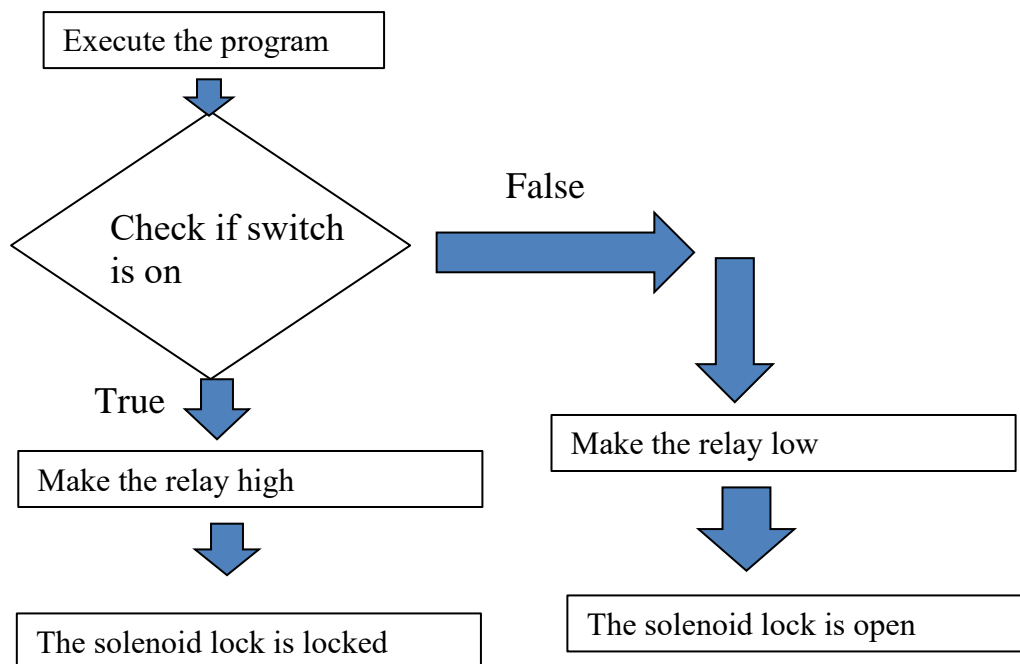 Execute the program
False
Check if switch
is on
True
Make the relay low
Make the relay high
The solenoid lock is open
The solenoid lock is locked